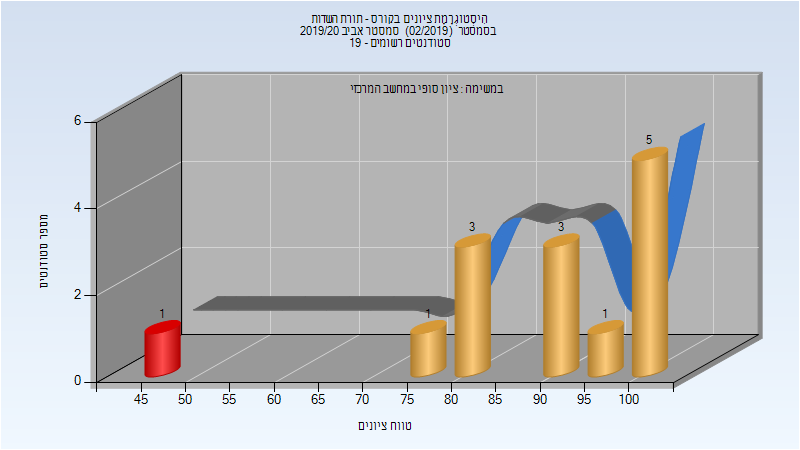 היסטוגרמת ציונים בקורס - תורת השדות
בסמסטר (02/2019) סמסטר אביב 2019/20
סטודנטים רשומים - 19
במשימה : ציון סופי במחשב המרכזי
מספר סטודנטים
6
4
2
0
1
1
3
3
1
5
45 50 55 60 65 70 75 80 85 90 95 100
טווח ציונים